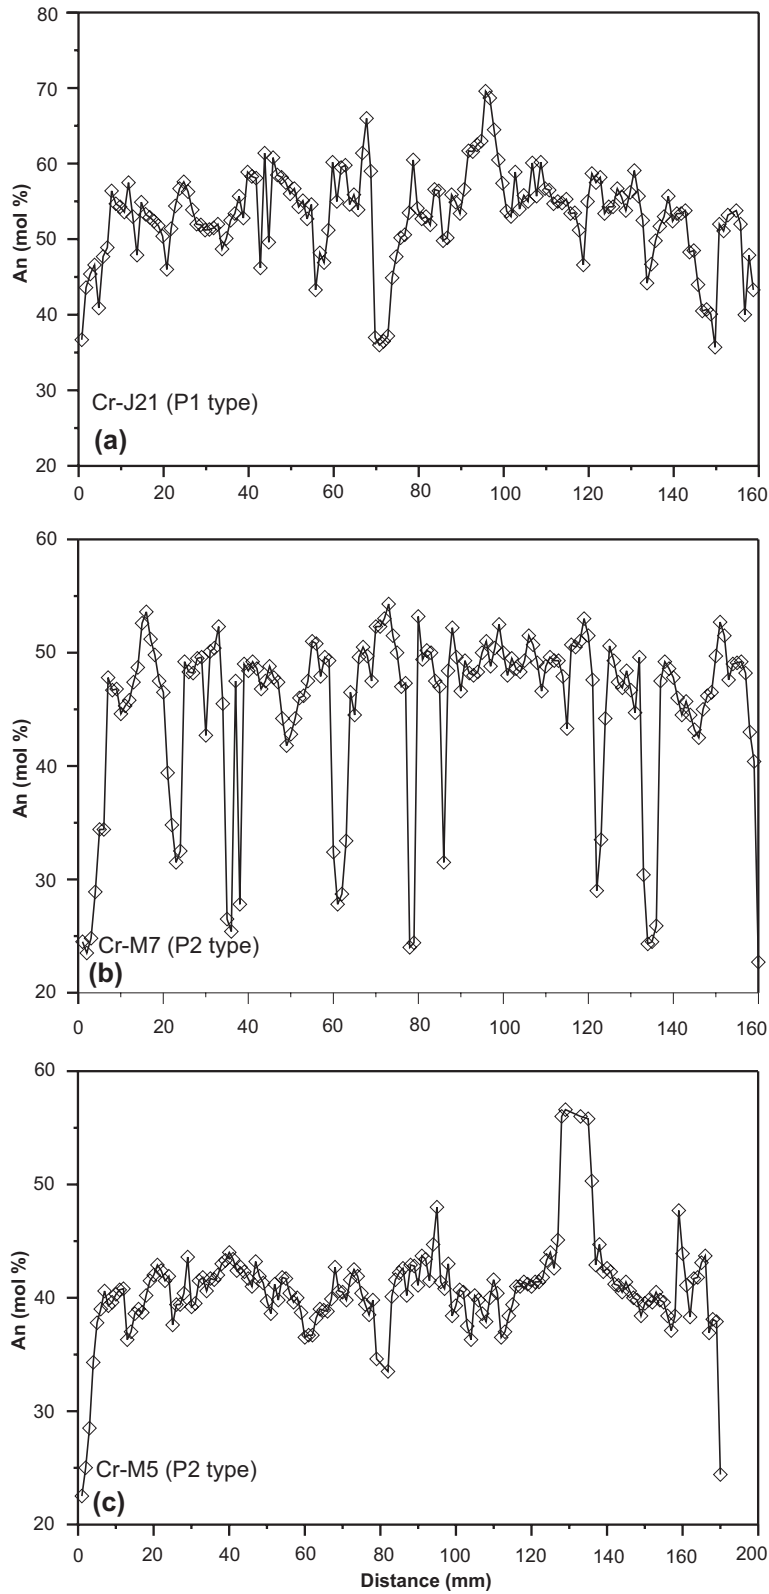 80
70
60
50
40
30
20
An (mol %)
Cr-J21 (P1 type)
(a)
0 20 40 60 80 100 120 140 160
60
50
40
30
20
An (mol %)
Cr-M7 (P2 type)
(b)
0 20 40 60 80 100 120 140 160
60
50
40
30
20
An (mol %)
Cr-M5 (P2 type)
(c)
0 20 40 60 80 100 120 140 160 180 200
Distance (mm)